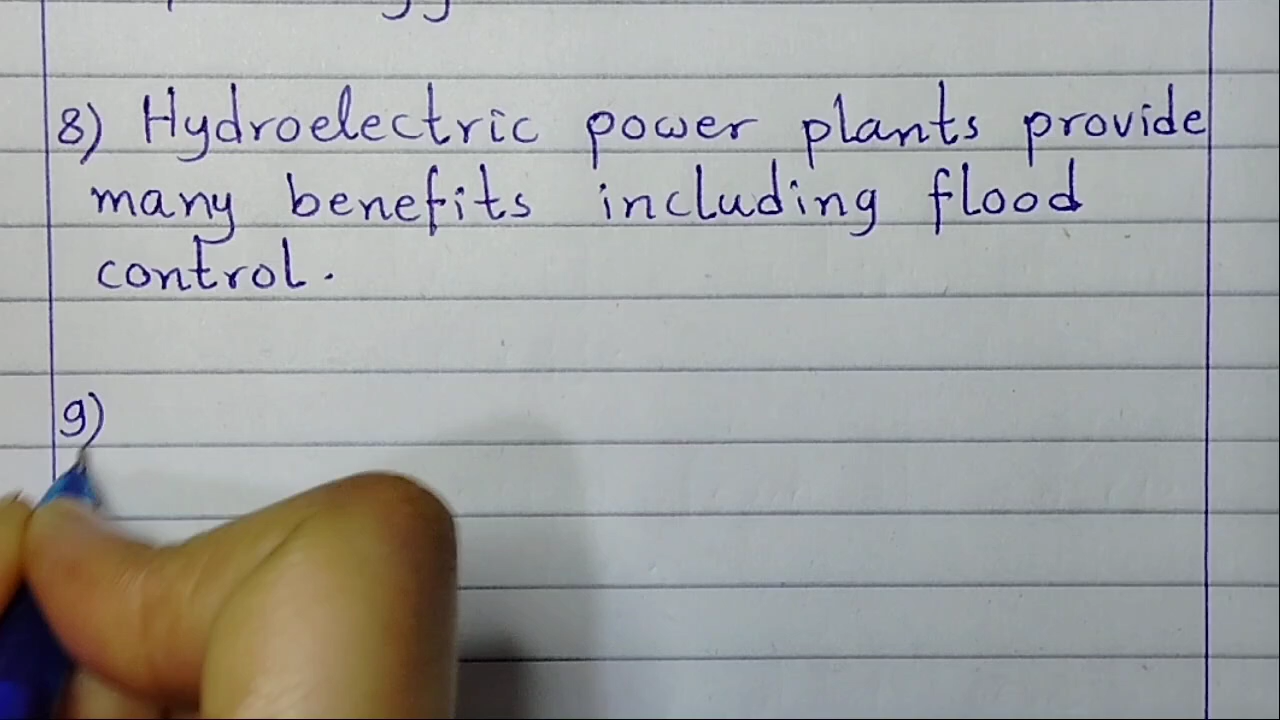 8) Hydroelectric power plants provide
many benefits including flood
control.
9)